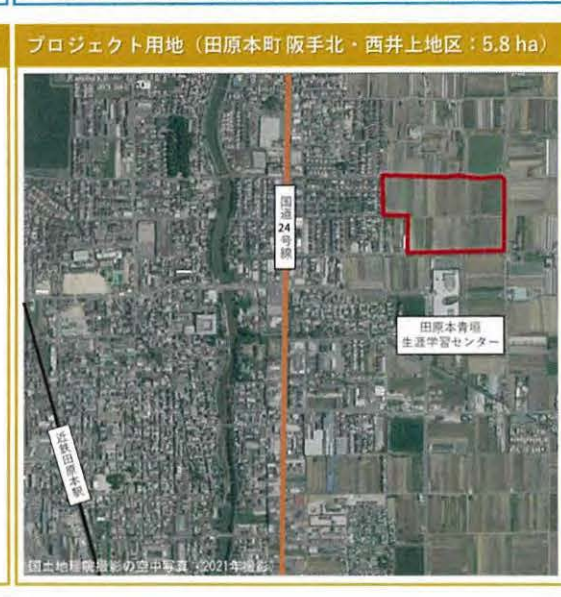 プロジェクト用地（田原本町阪手北・西井上地区：5.8 ha）
国道24号線
田原本青垣
生涯学習センター
近鉄田原本駅
国土地理院撮影の空中写真・2021年撮影